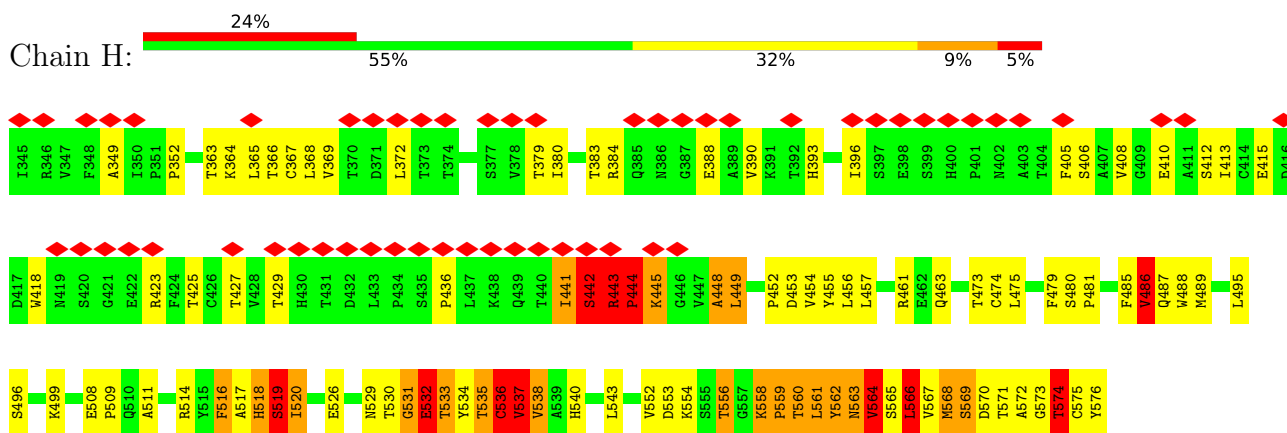 24%
Chain H:
55% 32% 9% 5%
I345 R346 V347 F348 A349 I350 P351 P352 T363 K364 L365 T366 C367 L368 V369 T370 D371 L372 T373 T374 S377 V378 T379 I380 T383 R384 Q385 N386 G387 E388 A389 V390 K391 T392 H393 I396 S397 E398 S399 H400 P401 N402 A403 T404 F405 S406 A407 V408 G409 E410 A411 S412 I413 C414 E415 D416
D417 W418 N419 S420 G421 E422 R423 F424 T425 C426 T427 V428 T429 H430 T431 D432 L433 P434 S435 P436 L437 K438 Q439 T440 I441 S442 R443 P444 K445 G446 V447 A448 L449 P452 D453 V454 Y455 L456 L457 R461 E462 Q463 T473 C474 L475 F479 S480 P481 F485 V486 Q487 W488 M489 L495
S496 K499 E508 P509 Q510 A511 R514 Y515 F516 A517 H518 S519 I520 E526 N529 T530 G531 E532 T533 Y534 T535 C536 V537 V538 A539 H540 L543 V552 D553 K554 S555 T556 G557 K558 P559 T560 L561 Y562 N563 V564 S565 L566 V567 M568 S569 D570 T571 A572 G573 T574 C575 Y576